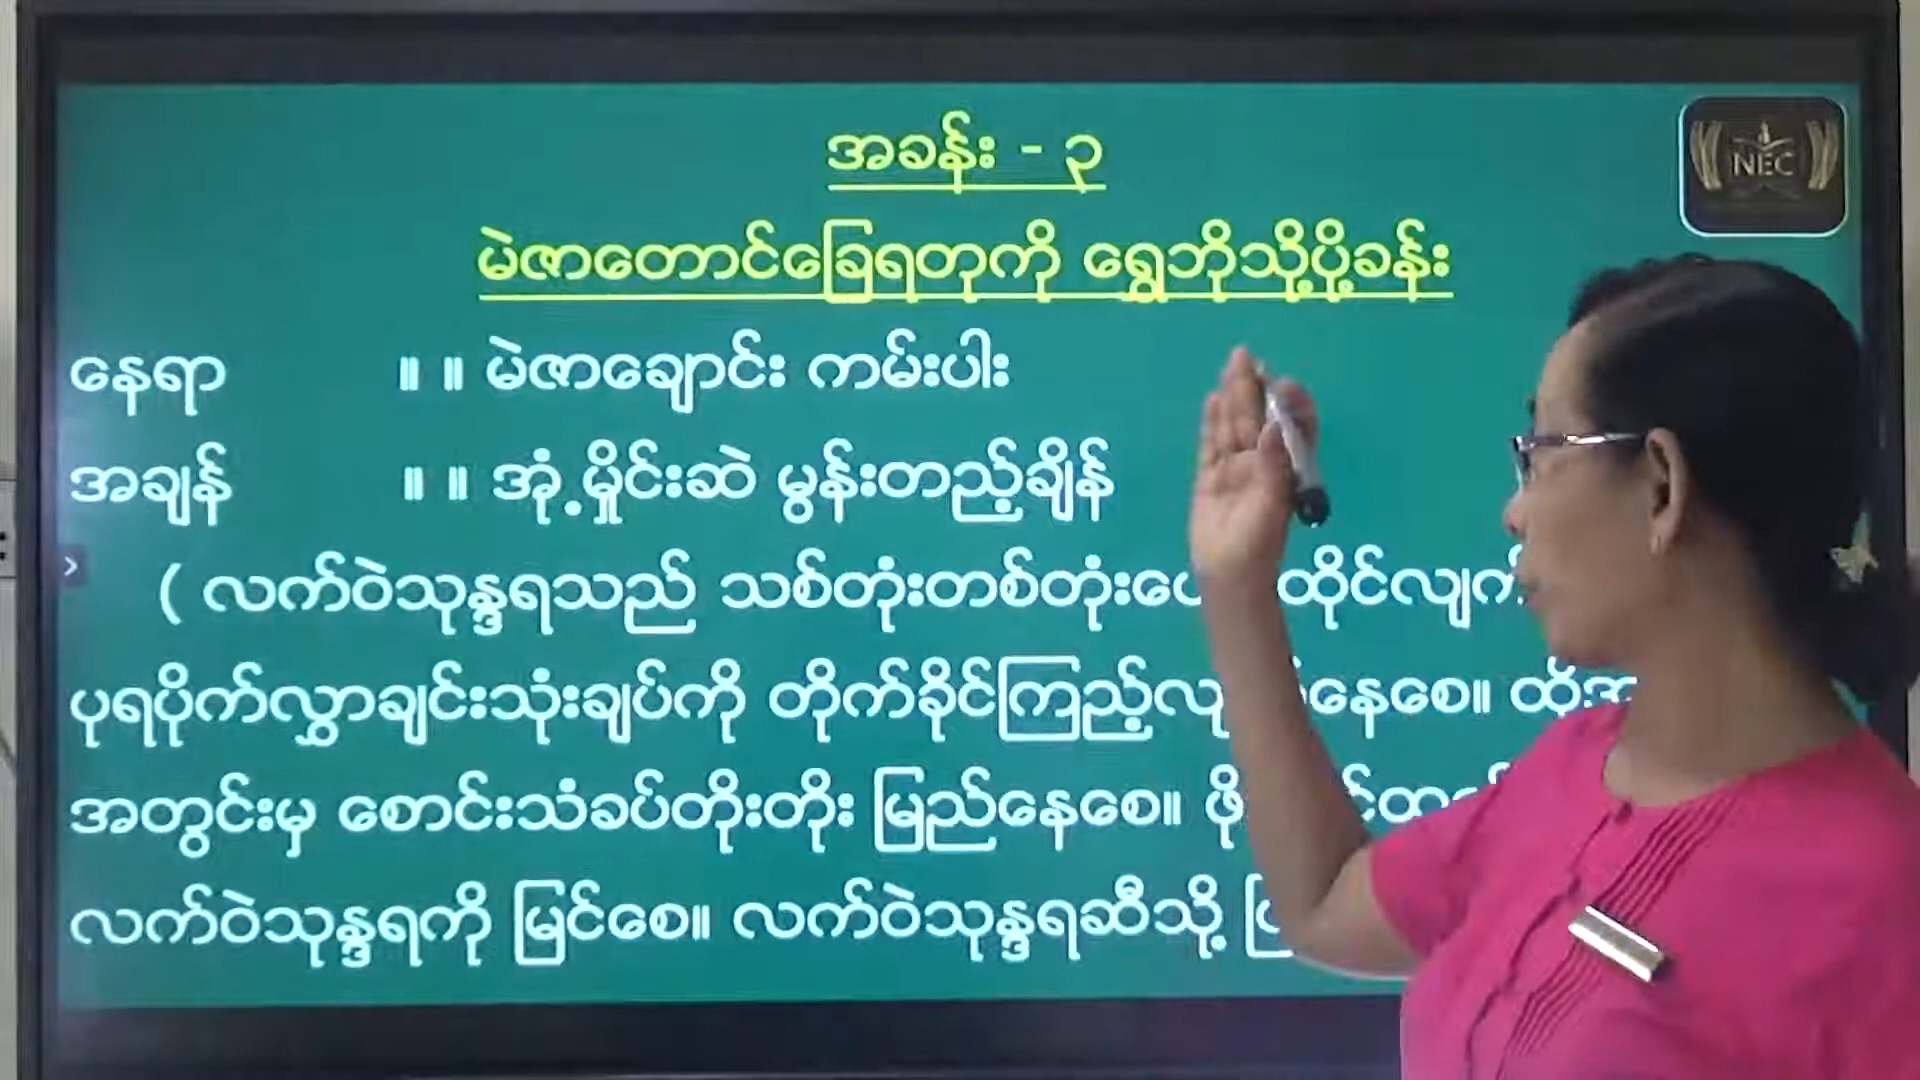 အခန်း - ၃
NEC
မဲဇာတောင်ခြေရတုကို ရွှေဘိုသို့ပို့ခန်း
နေရာ ။ ။ မဲဇာချောင်း ကမ်းပါး
အချန် ။ ။ အုံ့မှိုင်းဆဲ မွန်းတည့်ချိန်
( လက်ဝဲသုန္ဒရသည် သစ်တုံးတစ်တုံးပေ ထိုင်လျက်
ပုရပိုက်လွှာချင်းသုံးချပ်ကို တိုက်ခိုင်ကြည့်လျ နေစေ။
အတွင်းမှ စောင်းသံခပ်တိုးတိုး မြည်နေစေ။
လက်ဝဲသုန္ဒရကို မြင်စေ။ လက်ဝဲသုန္ဒရဆီသို့